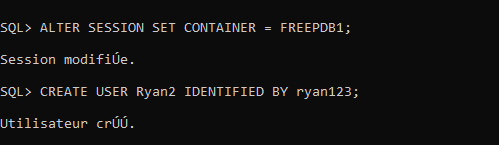 SQL> ALTER SESSION SET CONTAINER = FREEPDB1;
Session modifiÚe.
SQL> CREATE USER Ryan2 IDENTIFIED BY ryan123;
Utilisateur crÚÚ.